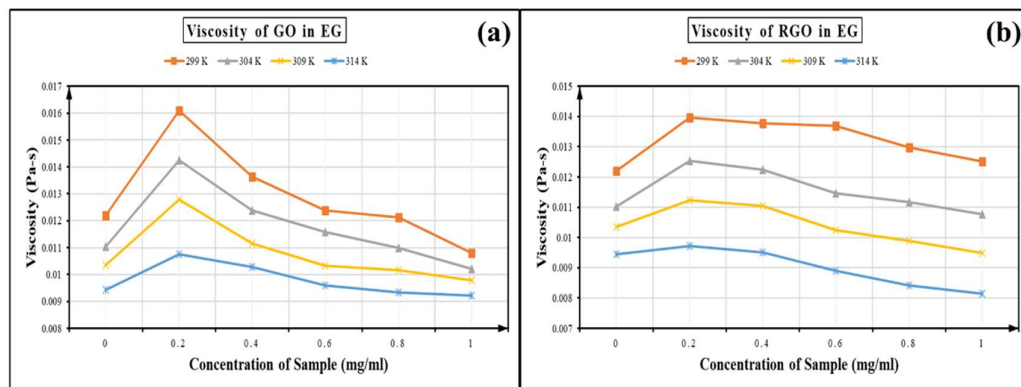 Viscosity of GO in EG
(a)
299 K 304 K 309 K 314 K
0.017
0.016
0.015
0.014
0.013
0.012
0.011
0.010
0.009
0.008
Viscosity (Pa-s)
0 0.2 0.4 0.6 0.8 1
Concentration of Sample (mg/ml)
Viscosity of RGO in EG
(b)
299 K 304 K 309 K 314 K
0.015
0.014
0.013
0.012
0.011
0.01
0.009
0.008
0.007
Viscosity (Pa-s)
0 0.2 0.4 0.6 0.8 1
Concentration of Sample (mg/ml)